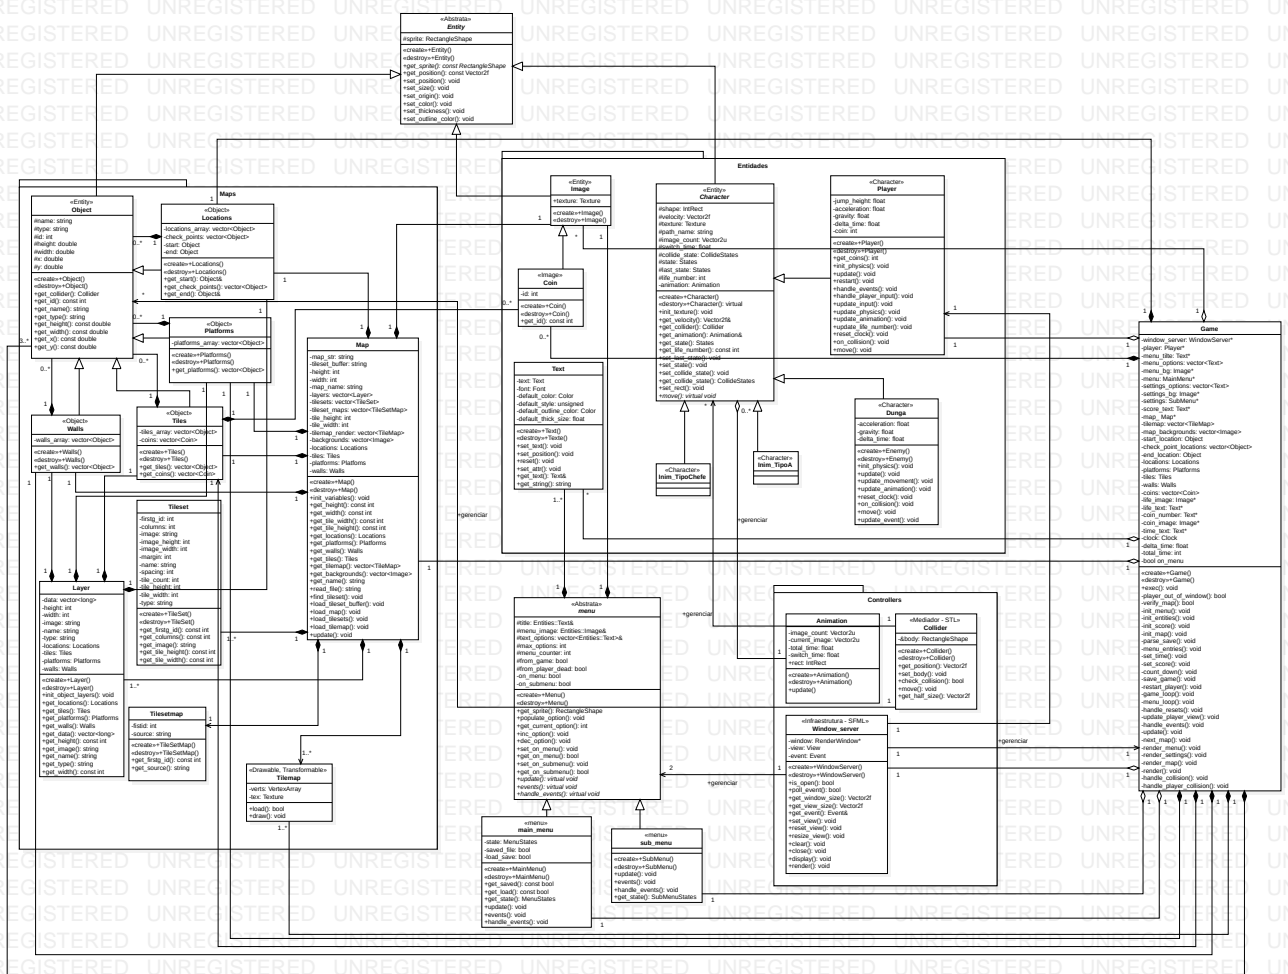 «Abstrata»
Entity
#sprite: RectangleShape
«create»+Entity()
«destroy»+Entity()
+get_sprite(): const RectangleShape
+get_position(): const Vector2f
+set_position(): void
+set_size(): void
+set_origin(): void
+set_color(): void
+set_thickness(): void
+set_outline_color(): void
Maps
«Entity»
Object
#name: string
#type: string
#id: int
#height: double
#width: double
#x: double
#y: double
«create»+Object()
«destroy»+Object()
+get_collider(): Collider
+get_id(): const int
+get_name(): string
+get_type(): string
+get_height(): const double
+get_width(): const double
+get_x(): const double
+get_y(): const double
«Object»
Locations
-locations_array: vector<Object>
-check_points: vector<Object>
-start: Object
-end: Object
«create»+Locations()
«destroy»+Locations()
+get_start(): Object&
+get_check_points(): vector<Object>
+get_end(): Object&
«Object»
Platforms
-platforms_array: vector<Object>
«create»+Platforms()
«destroy»+Platforms()
+get_platforms(): vector<Object>
«Object»
Walls
-walls_array: vector<Object>
«create»+Walls()
«destroy»+Walls()
+get_walls(): vector<Object>
«Object»
Tiles
-tiles_array: vector<Object>
-coins: vector<Coin>
«create»+Tiles()
«destroy»+Tiles()
+get_tiles(): vector<Object>
+get_coins(): vector<Coin>
Map
-map_str: string
-tileset_buffer: string
-height: int
-width: int
-map_name: string
-layers: vector<Layer>
-tilesets: vector<TileSet>
-tileset_maps: vector<TileSetMap>
-tile_height: int
-tile_width: int
-tilemap_render: vector<TileMap>
-backgrounds: vector<Image>
-locations: Locations
-tiles: Tiles
-platforms: Platforms
-walls: Walls
«create»+Map()
«destroy»+Map()
+init_variables(): void
+get_height(): const int
+get_width(): const int
+get_tile_width(): const int
+get_tile_height(): const int
+get_locations(): Locations
+get_platforms(): Platforms
+get_walls(): Walls
+get_tiles(): Tiles
+get_tilemap(): vector<TileMap>
+get_backgrounds(): vector<Image>
+get_name(): string
+read_file(): string
+find_tileset(): void
+load_tileset_buffer(): void
+load_map(): void
+load_tilesets(): void
+load_tilemap(): void
+update(): void
Tileset
-firstg_id: int
-columns: int
-image: string
-image_height: int
-image_width: int
-margin: int
-name: string
-spacing: int
-tile_count: int
-tile_height: int
-tile_width: int
-type: string
«create»+TileSet()
«destroy»+TileSet()
+get_firstg_id(): const int
+get_columns(): const int
+get_image(): string
+get_tile_height(): const int
+get_tile_width(): const int
Layer
-data: vector<long>
-height: int
-width: int
-image: string
-name: string
-type: string
-locations: Locations
-tiles: Tiles
-platforms: Platforms
-walls: Walls
«create»+Layer()
«destroy»+Layer()
+init_object_layers(): void
+get_locations(): Locations
+get_tiles(): Tiles
+get_platforms(): Platforms
+get_walls(): Walls
+get_data(): vector<long>
+get_height(): const int
+get_image(): string
+get_name(): string
+get_type(): string
+get_width(): const int
Tilesetmap
-fistid: int
-source: string
«create»+TileSetMap()
«destroy»+TileSetMap()
+get_firstg_id(): const int
+get_source(): string
«Drawable, Transformable»
Tilemap
-verts: VertexArray
-tex: Texture
+load(): bool
+draw(): void
Entidades
«Entity»
Image
+texture: Texture
«create»+Image()
«destroy»+Image()
«Image»
Coin
-id: int
«create»+Coin()
«destroy»+Coin()
+get_id(): const int
Text
-text: Text
-font: Font
-default_color: Color
-default_style: unsigned
-default_outline_color: Color
-default_thick_size: float
«create»+Text()
«destroy»+Texte()
+set_text(): void
+set_position(): void
+reset(): void
+set_attr(): void
+get_text(): Text&
+get_string(): string
«Entity»
Character
#shape: IntRect
#velocity: Vector2f
#texture: Texture
#path_name: string
#image_count: Vector2u
#switch_time: float
#collide_state: CollideStates
#state: States
#last_state: States
#life_number: int
-animation: Animation
«create»+Character()
«destory»+Character(): virtual
+init_texture(): void
+get_velocity(): Vector2f&
+get_collider(): Collider
+get_animation(): Animation&
+get_state(): States
+get_life_number(): const int
+set_last_state(): void
+set_state(): void
+set_collide_state(): void
+get_collide_state(): CollideStates
+set_rect(): void
+move(): virtual void
«Character»
Player
-jump_height: float
-acceleration: float
-gravity: float
-delta_time: float
-coin: int
«create»+Player()
«destroy»+Player()
+get_coins(): int
+init_physics(): void
+update(): void
+restart(): void
+handle_events(): void
+handle_player_input(): void
+update_input(): void
+update_physics(): void
+update_animation(): void
+update_life_number(): void
+reset_clock(): void
+on_collision(): void
+move(): void
«Character»
Dunga
-acceleration: float
-gravity: float
-delta_time: float
«create»+Enemy()
«destroy»+Enemy()
+init_physics(): void
+update(): void
+update_movement(): void
+update_animation(): void
+reset_clock(): void
+on_collision(): void
+move(): void
+update_event(): void
«Character»
Inim_TipoChefe
«Character»
Inim_TipoA
«Abstrata»
menu
#title: Entities::Text&
#menu_image: Entities:Image&
#text_options: vector<Entities::Text>&
#max_options: int
#menu_counter: int
#from_game: bool
#from_player_dead: bool
-on_menu: bool
-on_submenu: bool
«create»+Menu()
«destroy»+Menu()
+get_sprite(): RectangleShape
+populate_option(): void
+get_current_option(): int
+inc_option(): void
+dec_option(): void
+set_on_menu(): void
+get_on_menu(): bool
+set_on_submenu(): void
+get_on_submenu(): bool
+update(): virtual void
+events(): virtual void
+handle_events(): virtual void
«menu»
main_menu
-state: MenuStates
-saved_file: bool
-load_save: bool
«create»+MainMenu()
«destroy»+MainMenu()
+get_saved(): const bool
+get_load(): const bool
+get_state(): MenuStates
+update(): void
+events(): void
+handle_events(): void
«menu»
sub_menu
«create»+SubMenu()
«destroy»+SubMenu()
+update(): void
+events(): void
+handle_events(): void
+get_state(): SubMenuStates
Controllers
Animation
-image_count: Vector2u
-current_image: Vector2u
-total_time: float
-switch_time: float
+rect: IntRect
«create»+Animation()
«destroy»+Animation()
+update()
«Mediador - STL»
Collider
-&body: RectangleShape
«create»+Collider()
«destroy»+Collider()
+get_position(): Vector2f
+set_body(): void
+check_collision(): bool
+move(): void
+get_half_size(): Vector2f
«Infraestrutura - SFML»
Window_server
-window: RenderWindow*
-view: View
-event: Event
«create»+WindowServer()
«destroy»+WindowServer()
+is_open(): bool
+poll_event(): bool
+get_window_size(): Vector2f
+get_view_size(): Vector2f
+get_event(): Event&
+set_view(): void
+reset_view(): void
+resize_view(): void
+clear(): void
+close(): void
+display(): void
+render(): void
Game
-window_server: WindowServer*
-player: Player*
-menu_title: Text*
-menu_options: vector<Text>
-menu_bg: Image*
-menu: MainMenu*
-settings_options: vector<Text>
-settings_bg: Image*
-settings: SubMenu*
-score_text: Text*
-map_: Map*
-tilemap: vector<TileMap>
-map_backgrounds: vector<Image>
-start_location: Object
-check_point_locations: vector<Object>
-end_location: Object
-locations: Locations
-platforms: Platforms
-tiles: Tiles
-walls: Walls
-coins: vector<Coin>
-life_image: Image*
-life_text: Text*
-coin_number: Text*
-coin_image: Image*
-time_text: Text*
-clock: Clock
-delta_time: float
-total_time: int
-bool on_menu
«create»+Game()
«destroy»+Game()
+exec(): void
-player_out_of_window(): bool
-verify_map(): bool
-init_menu(): void
-init_entities(): void
-init_score(): void
-init_map(): void
-parse_save(): void
-menu_entries(): void
-set_time(): void
-set_score(): void
-count_down(): void
-save_game(): void
-restart_player(): void
-game_loop(): void
-menu_loop(): void
-handle_resets(): void
-update_player_view(): void
-handle_events(): void
-update(): void
-next_map(): void
-render_menu(): void
-render_settings(): void
-render_map(): void
-render(): void
-handle_collision(): void
-handle_player_collision(): void
+gerenciar
+gerenciar
+gerenciar
+gerenciar
+gerenciar
UNREGISTERED